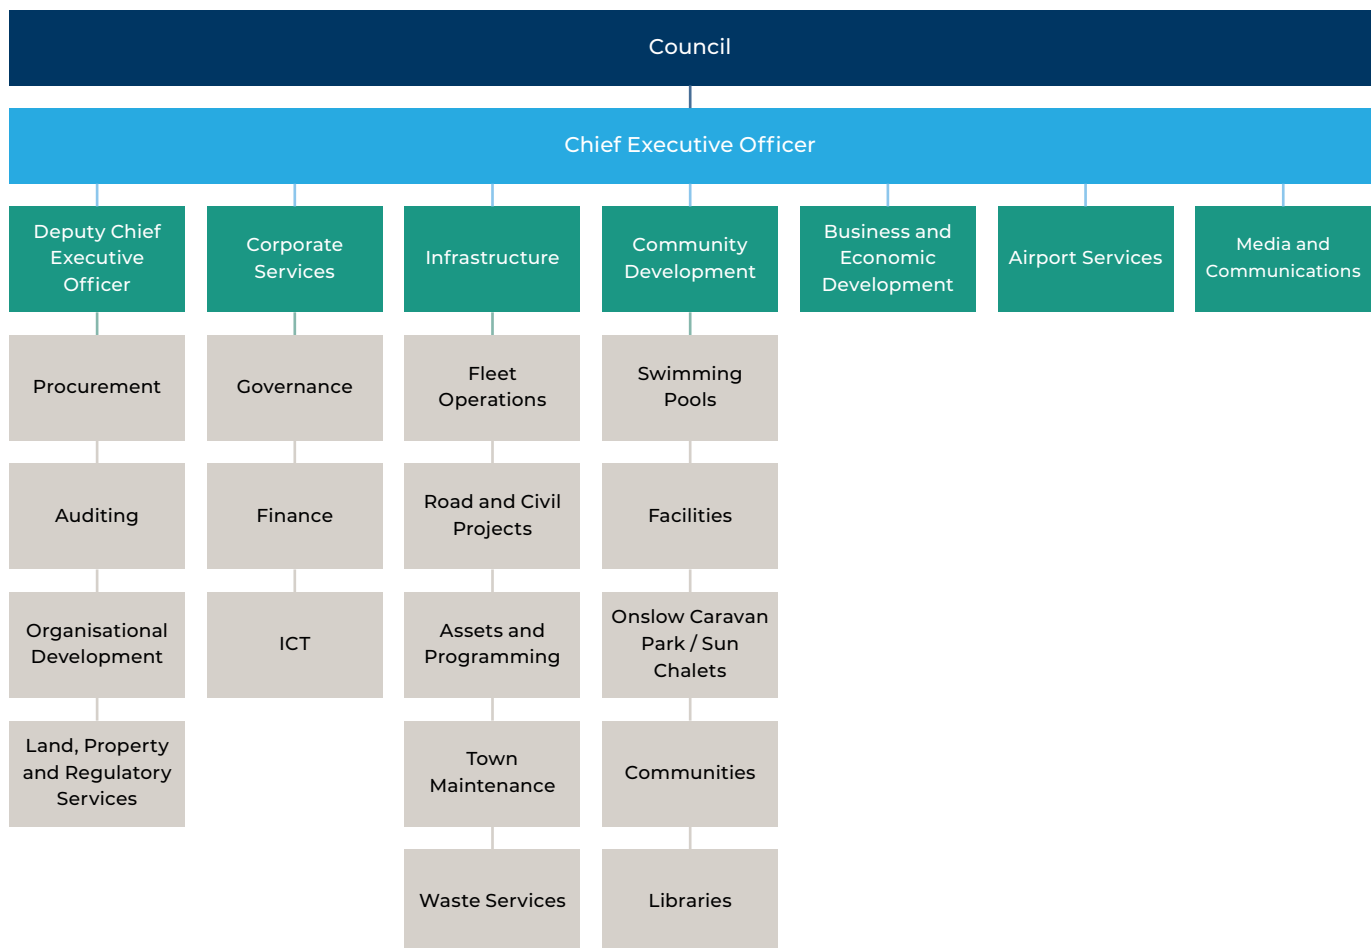 Council
Chief Executive Officer
Deputy Chief
Executive
Officer
Corporate
Services
Infrastructure
Community
Development
Business and
Economic
Development
Airport Services
Media and
Communications
Procurement
Governance
Fleet
Operations
Swimming
Pools
Auditing
Finance
Road and Civil
Projects
Facilities
Organisational
Development
ICT
Assets and
Programming
Onslow Caravan
Park / Sun
Chalets
Land, Property
and Regulatory
Services
Town
Maintenance
Communities
Waste Services
Libraries